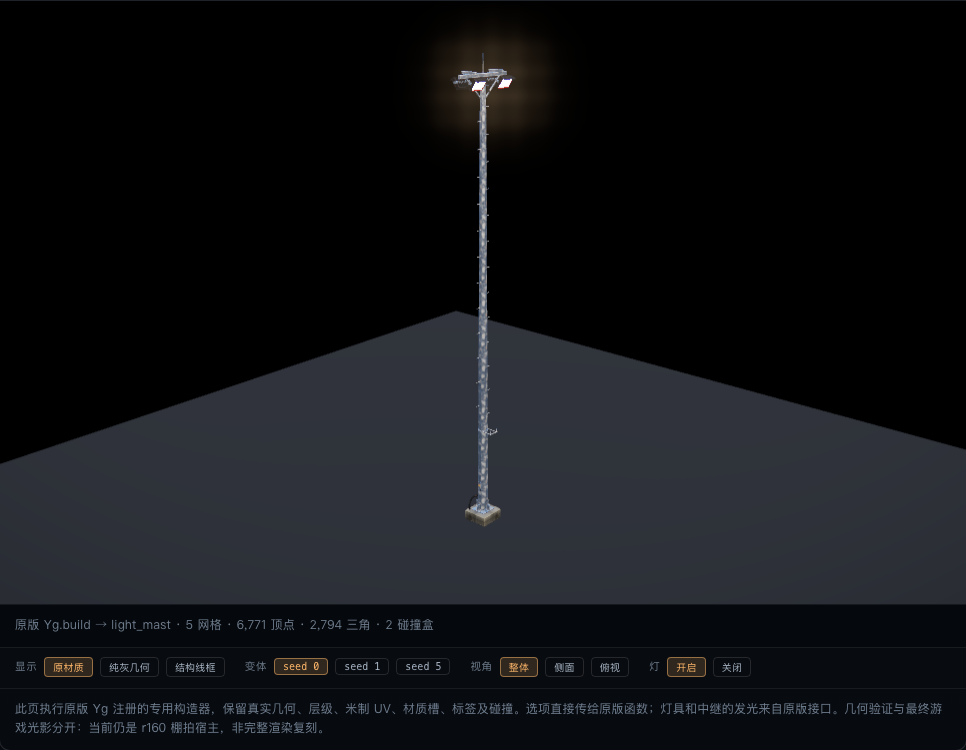 原版 Yg.build → light_mast · 5 网格 · 6,771 顶点 · 2,794 三角 · 2 碰撞盒
显示 原材质 纯灰几何 结构线框 变体 seed 0 seed 1 seed 5 视角 整体 侧面 俯视 灯 开启 关闭
此页执行原版 Yg 注册的专用构造器，保留真实几何、层级、米制 UV、材质槽、标签及碰撞。选项直接传给原版函数；灯具和中继的发光来自原版接口。几何验证与最终游
戏光影分开：当前仍是 r160 棚拍宿主，非完整渲染复刻。